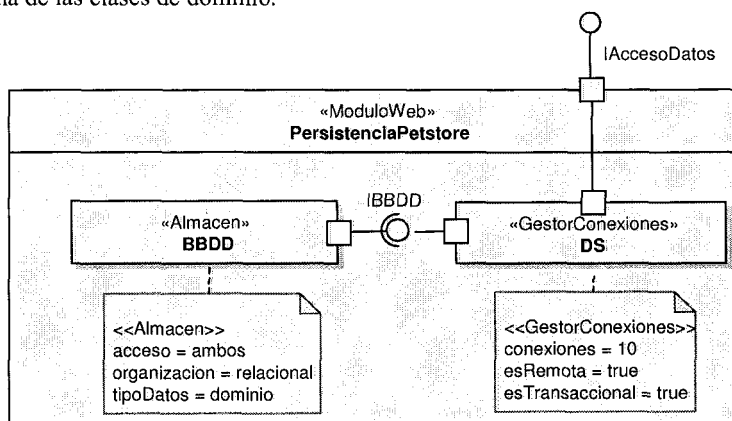 na de las clases de dominio.
IAccesoDatos
«ModuloWeb»
PersistenciaPetstore
IBBDD
«Almacen»
BBDD
«GestorConexiones»
DS
<<Almacen>>
acceso = ambos
organizacion = relacional
tipoDatos = dominio
<<GestorConexiones>>
conexiones = 10
esRemota = true
esTransaccional = true